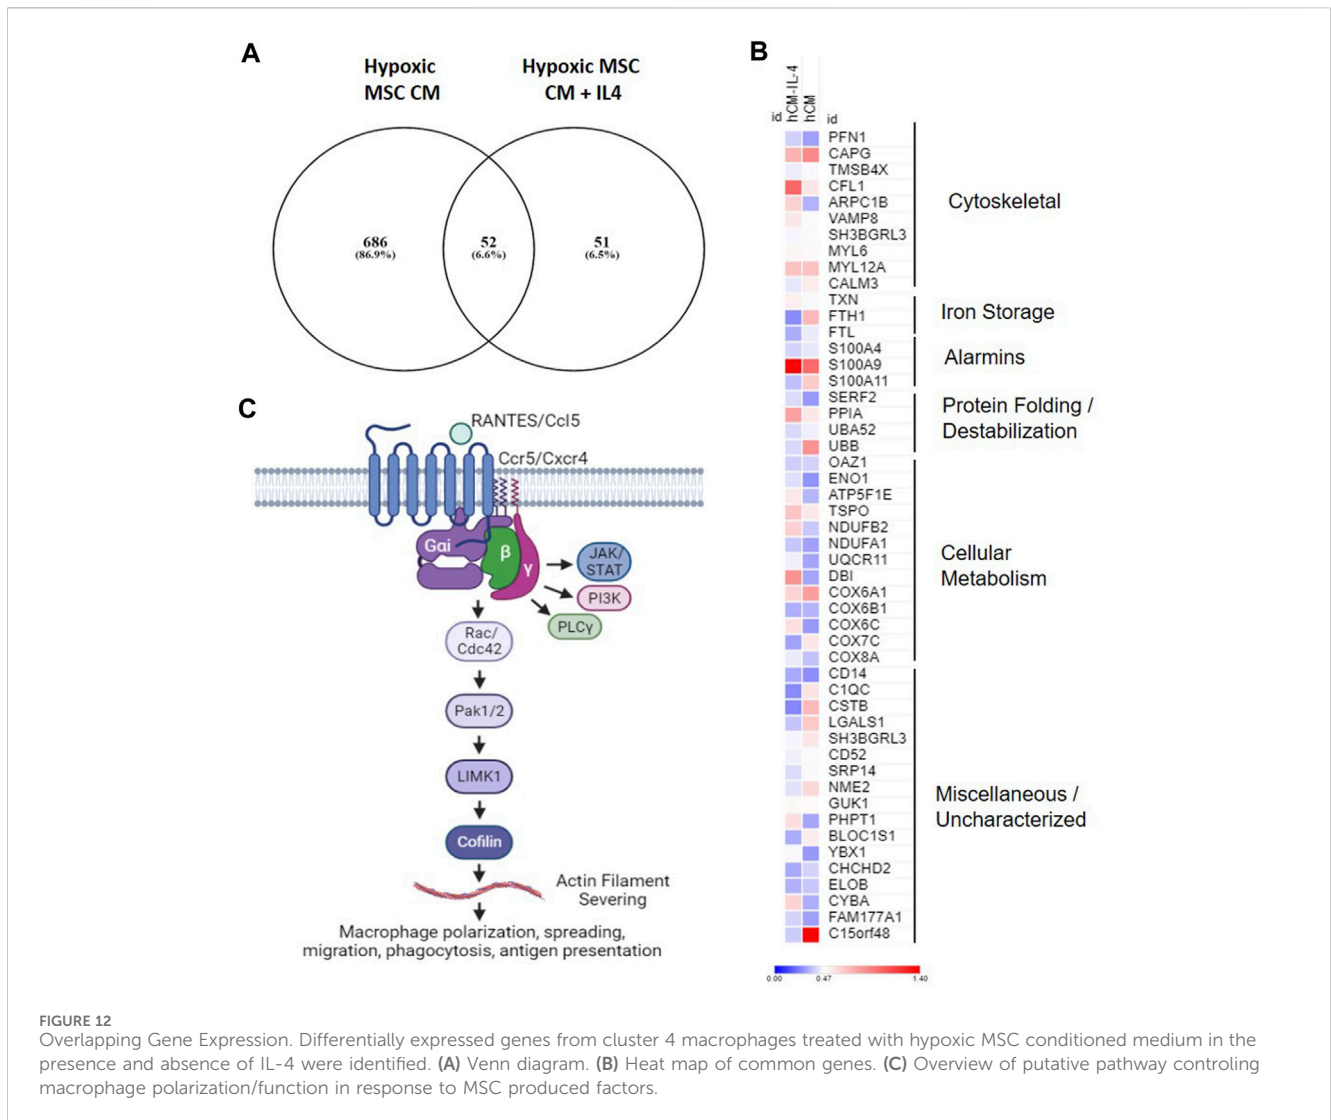 A
Hypoxic
MSC CM
Hypoxic MSC
CM + IL4
686
(86.9%)
52
(6.6%)
51
(6.5%)
B
id
hCM-IL-4
hCM
id
PFN1
CAPG
TMSB4X
CFL1
ARPC1B
VAMP8
SH3BGRL3
MYL6
MYL12A
CALM3
TXN
FTH1
FTL
S100A4
S100A9
S100A11
SERF2
PPIA
UBA52
UBB
OAZ1
ENO1
ATP5F1E
TSPO
NDUFB2
NDUFA1
UQCR11
DBI
COX6A1
COX6B1
COX6C
COX7C
COX8A
CD14
C1QC
CSTB
LGALS1
SH3BGRL3
CD52
SRP14
NME2
GUK1
PHPT1
BLOC1S1
YBX1
CHCHD2
ELOB
CYBA
FAM177A1
C15orf48
Cytoskeletal
Iron Storage
Alarmins
Protein Folding /
Destabilization
Cellular
Metabolism
Miscellaneous /
Uncharacterized
0.00
0.47
1.40
C
RANTES/Ccl5
Ccr5/Cxcr4
Gαi
β
γ
JAK/
STAT
PI3K
PLCγ
Rac/
Cdc42
Pak1/2
LIMK1
Cofilin
Actin Filament
Severing
Macrophage polarization, spreading,
migration, phagocytosis, antigen presentation
FIGURE 12
Overlapping Gene Expression. Differentially expressed genes from cluster 4 macrophages treated with hypoxic MSC conditioned medium in the
presence and absence of IL-4 were identified. (A) Venn diagram. (B) Heat map of common genes. (C) Overview of putative pathway controling
macrophage polarization/function in response to MSC produced factors.